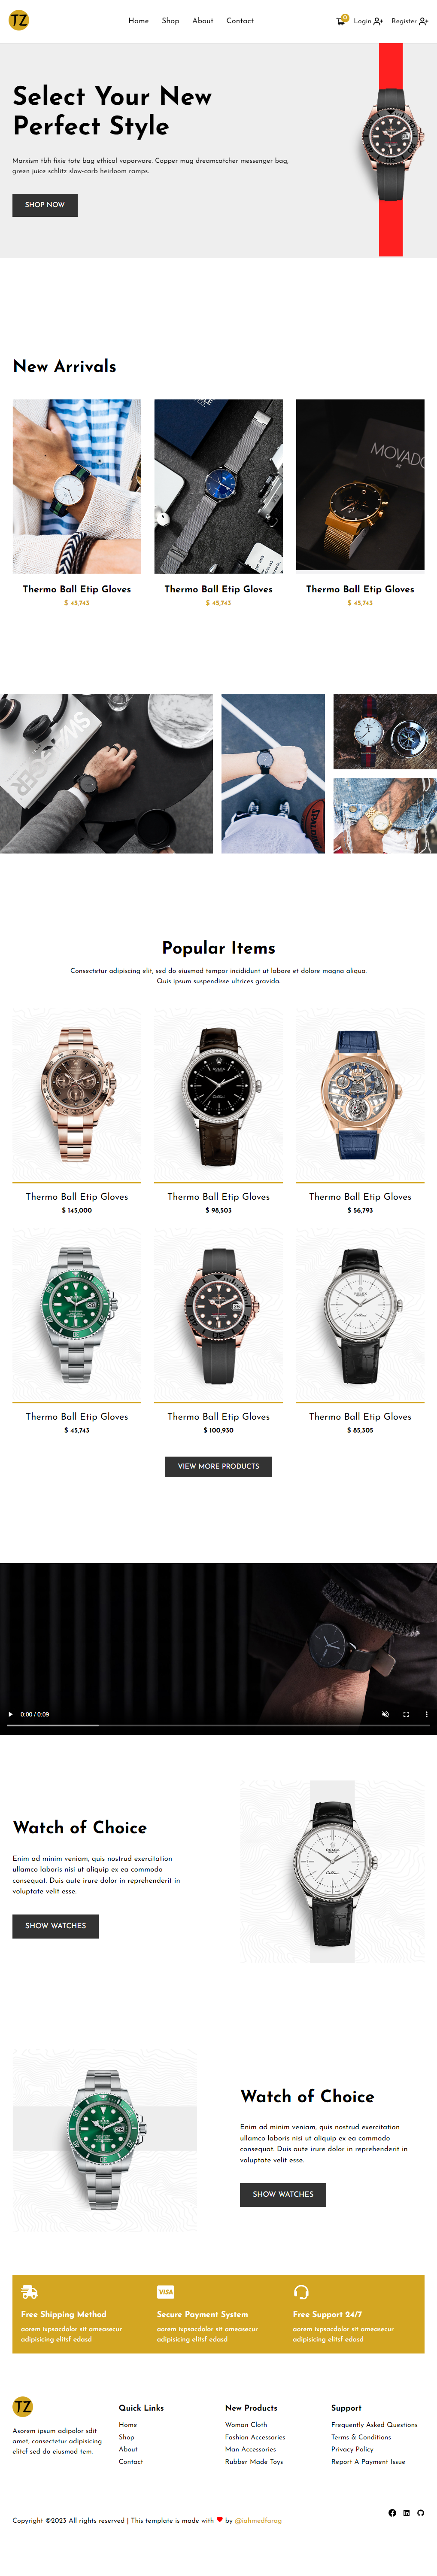 TZ
Home Shop About Contact
0
Login
Register
Select Your New
Perfect Style
Marxism tbh fixie tote bag ethical vaporware. Copper mug dreamcatcher messenger bag,
green juice schlitz slow-carb heirloom ramps.
SHOP NOW
New Arrivals
MOVADO
Thermo Ball Etip Gloves
$ 45,743
Thermo Ball Etip Gloves
$ 45,743
Thermo Ball Etip Gloves
$ 45,743
SPALDING
Popular Items
Consectetur adipiscing elit, sed do eiusmod tempor incididunt ut labore et dolore magna aliqua.
Quis ipsum suspendisse ultrices gravida.
Thermo Ball Etip Gloves
$ 145,000
Thermo Ball Etip Gloves
$ 98,503
Thermo Ball Etip Gloves
$ 56,793
Thermo Ball Etip Gloves
$ 45,743
Thermo Ball Etip Gloves
$ 100,930
Thermo Ball Etip Gloves
$ 85,305
VIEW MORE PRODUCTS
0:00 / 0:09
Watch of Choice
Enim ad minim veniam, quis nostrud exercitation
ullamco laboris nisi ut aliquip ex ea commodo
consequat. Duis aute irure dolor in reprehenderit in
voluptate velit esse.
SHOW WATCHES
Watch of Choice
Enim ad minim veniam, quis nostrud exercitation
ullamco laboris nisi ut aliquip ex ea commodo
consequat. Duis aute irure dolor in reprehenderit in
voluptate velit esse.
SHOW WATCHES
Free Shipping Method
aorem ixpsacdolor sit ameasecur
adipisicing elitsf edasd
VISA
Secure Payment System
aorem ixpsacdolor sit ameasecur
adipisicing elitsf edasd
Free Support 24/7
aorem ixpsacdolor sit ameasecur
adipisicing elitsf edasd
TZ
Asorem ipsum adipolor sdit
amet, consectetur adipisicing
elitcf sed do eiusmod tem.
Quick Links
Home
Shop
About
Contact
New Products
Woman Cloth
Fashion Accessories
Man Accessories
Rubber Made Toys
Support
Frequently Asked Questions
Terms & Conditions
Privacy Policy
Report A Payment Issue
Copyright ©2023 All rights reserved | This template is made with ❤ by @iahmedfarag